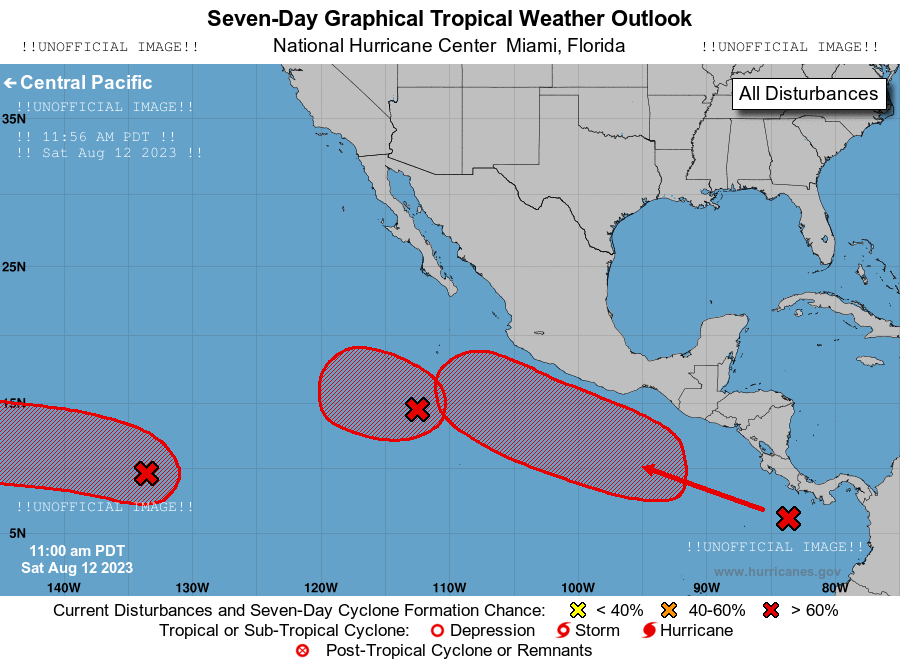 Seven-Day Graphical Tropical Weather Outlook
!!UNOFFICIAL IMAGE!!
National Hurricane Center Miami, Florida
!!UNOFFICIAL IMAGE!!
← Central Pacific
All Disturbances
!!UNOFFICIAL IMAGE!!
35N
!! 11:56 AM PDT !!
!! Sat Aug 12 2023 !!
25N
15N
!!UNOFFICIAL IMAGE!!
5N
!!UNOFFICIAL IMAGE!!
11:00 am PDT
Sat Aug 12 2023
www.hurricanes.gov
140W 130W 120W 110W 100W 90W 80W
Current Disturbances and Seven-Day Cyclone Formation Chance: < 40% 40-60% > 60%
Tropical or Sub-Tropical Cyclone: Depression Storm Hurricane
Post-Tropical Cyclone or Remnants